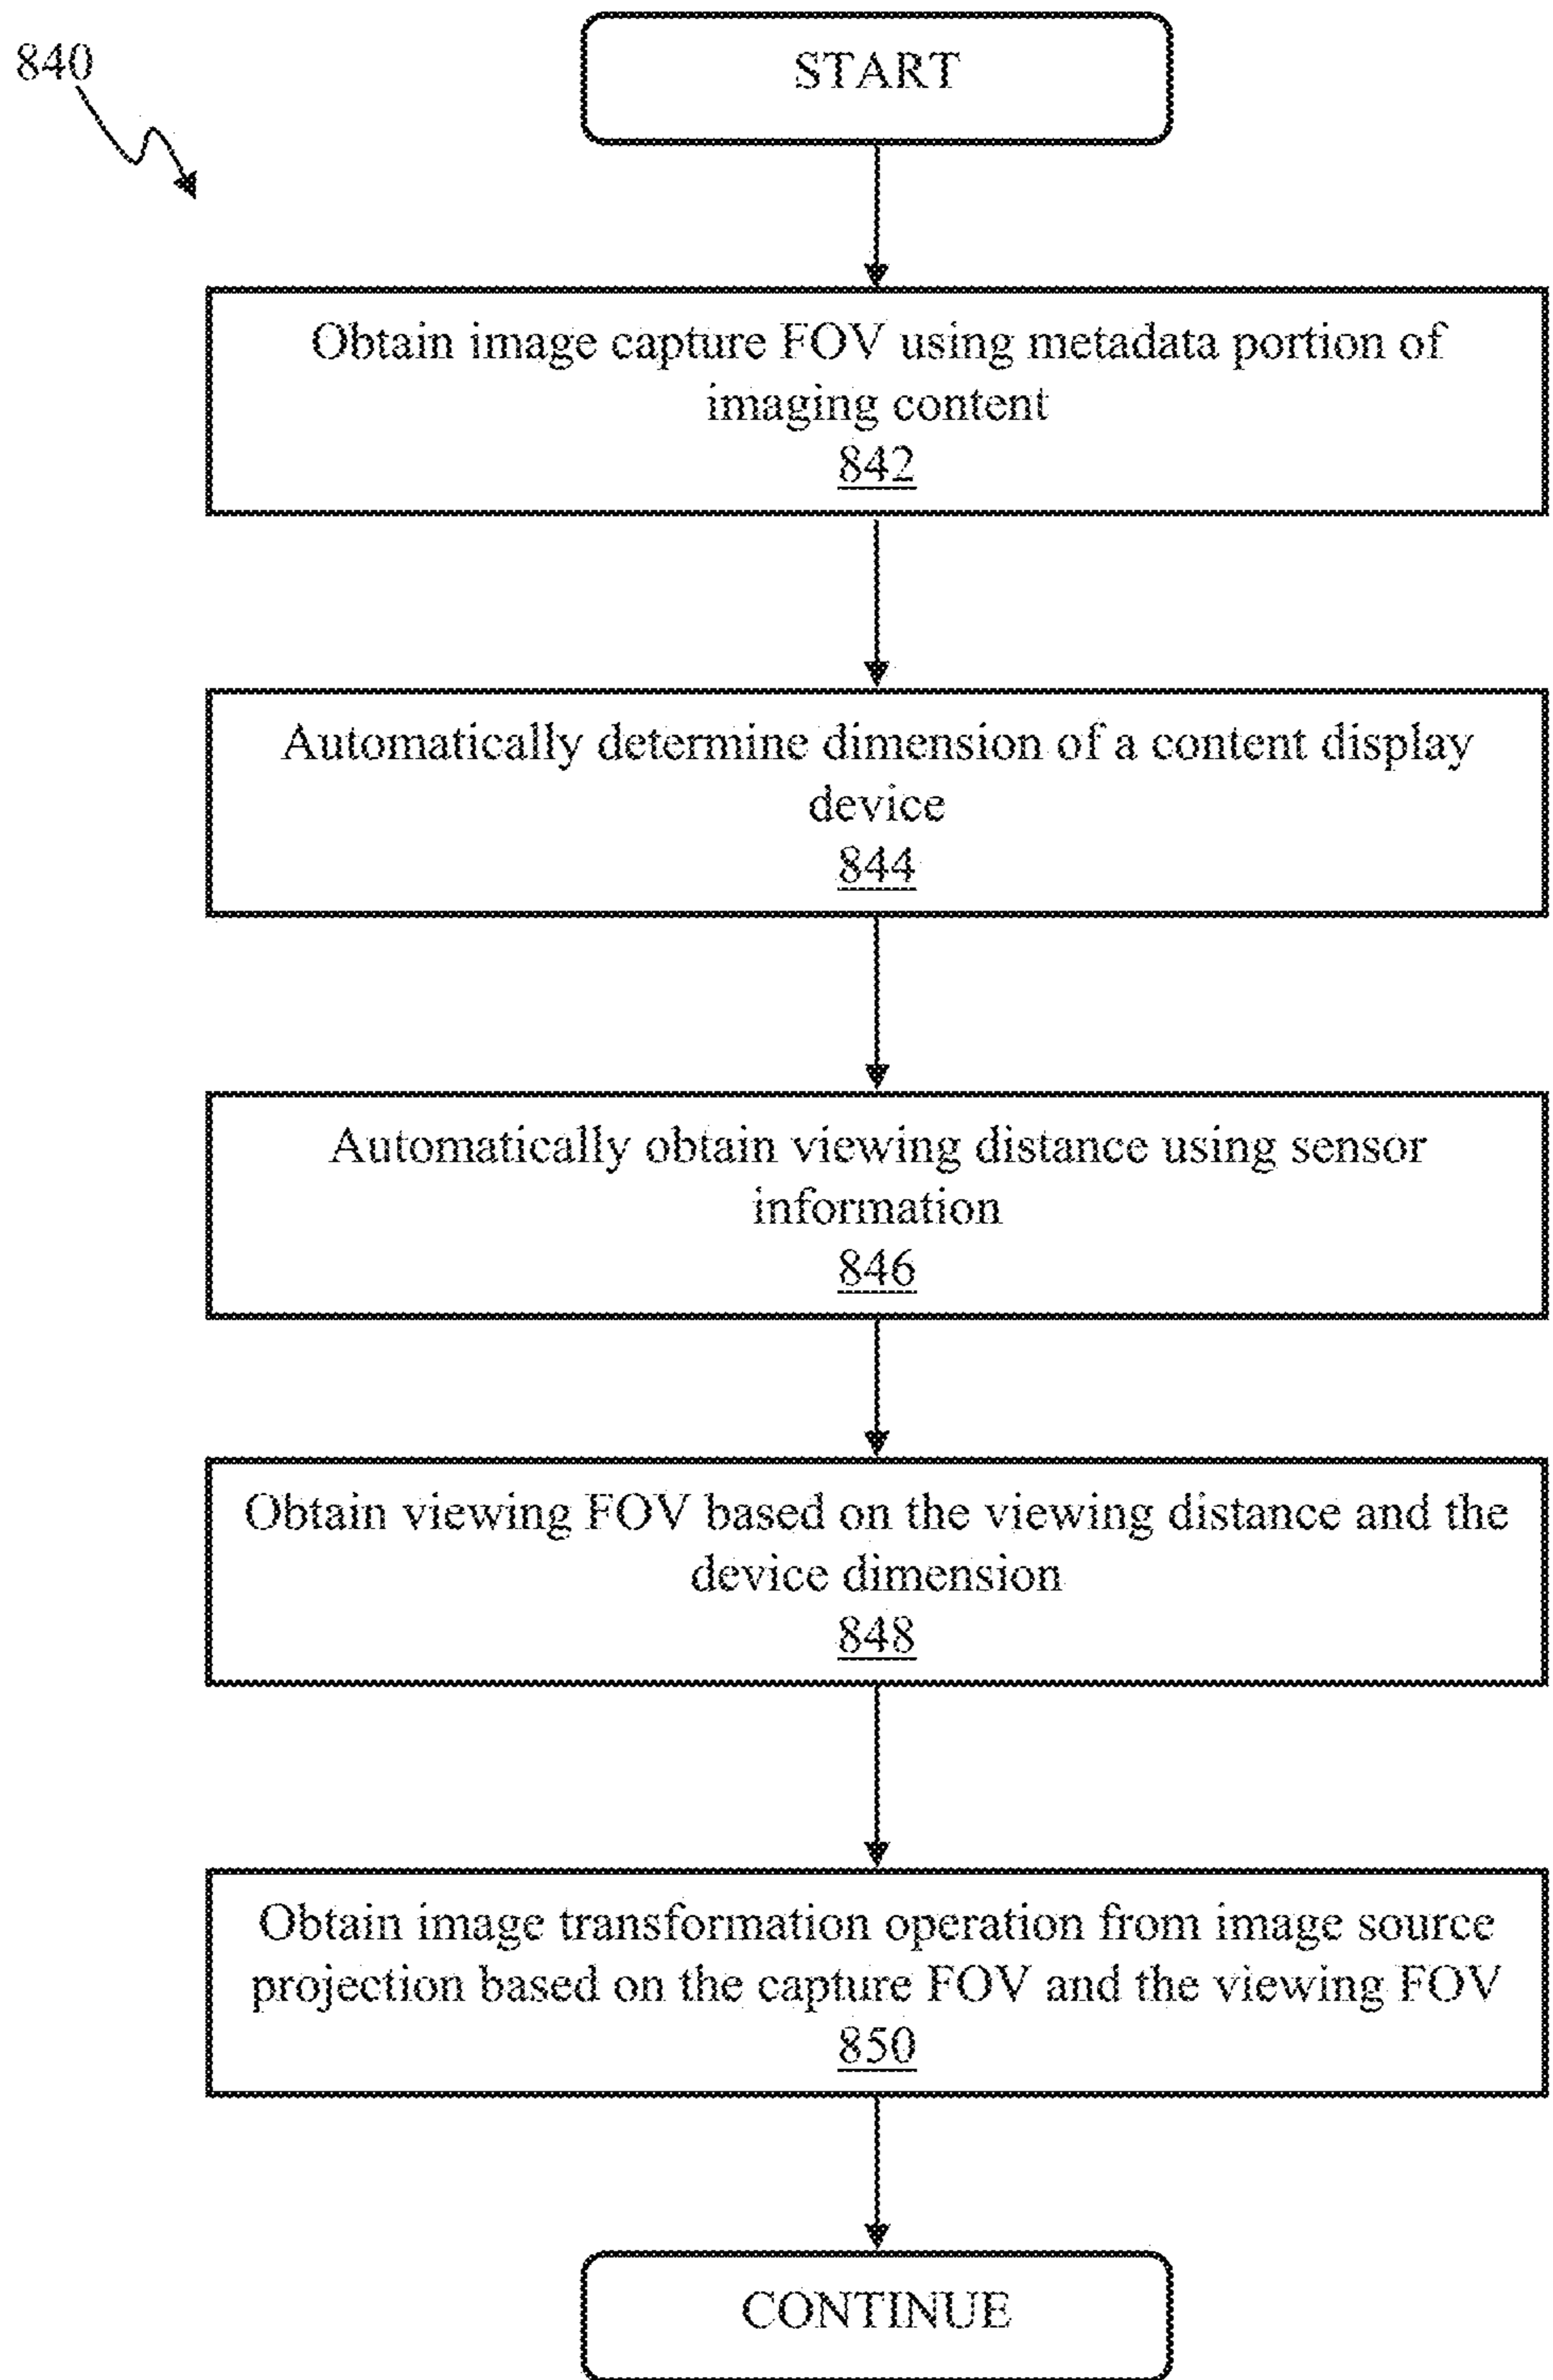 840
START
Obtain image capture FOV using metadata portion of
imaging content
842
Automatically determine dimension of a content display
device
844
Automatically obtain viewing distance using sensor
information
846
Obtain viewing FOV based on the viewing distance and the
device dimension
848
Obtain image transformation operation from image source
projection based on the capture FOV and the viewing FOV
850
CONTINUE